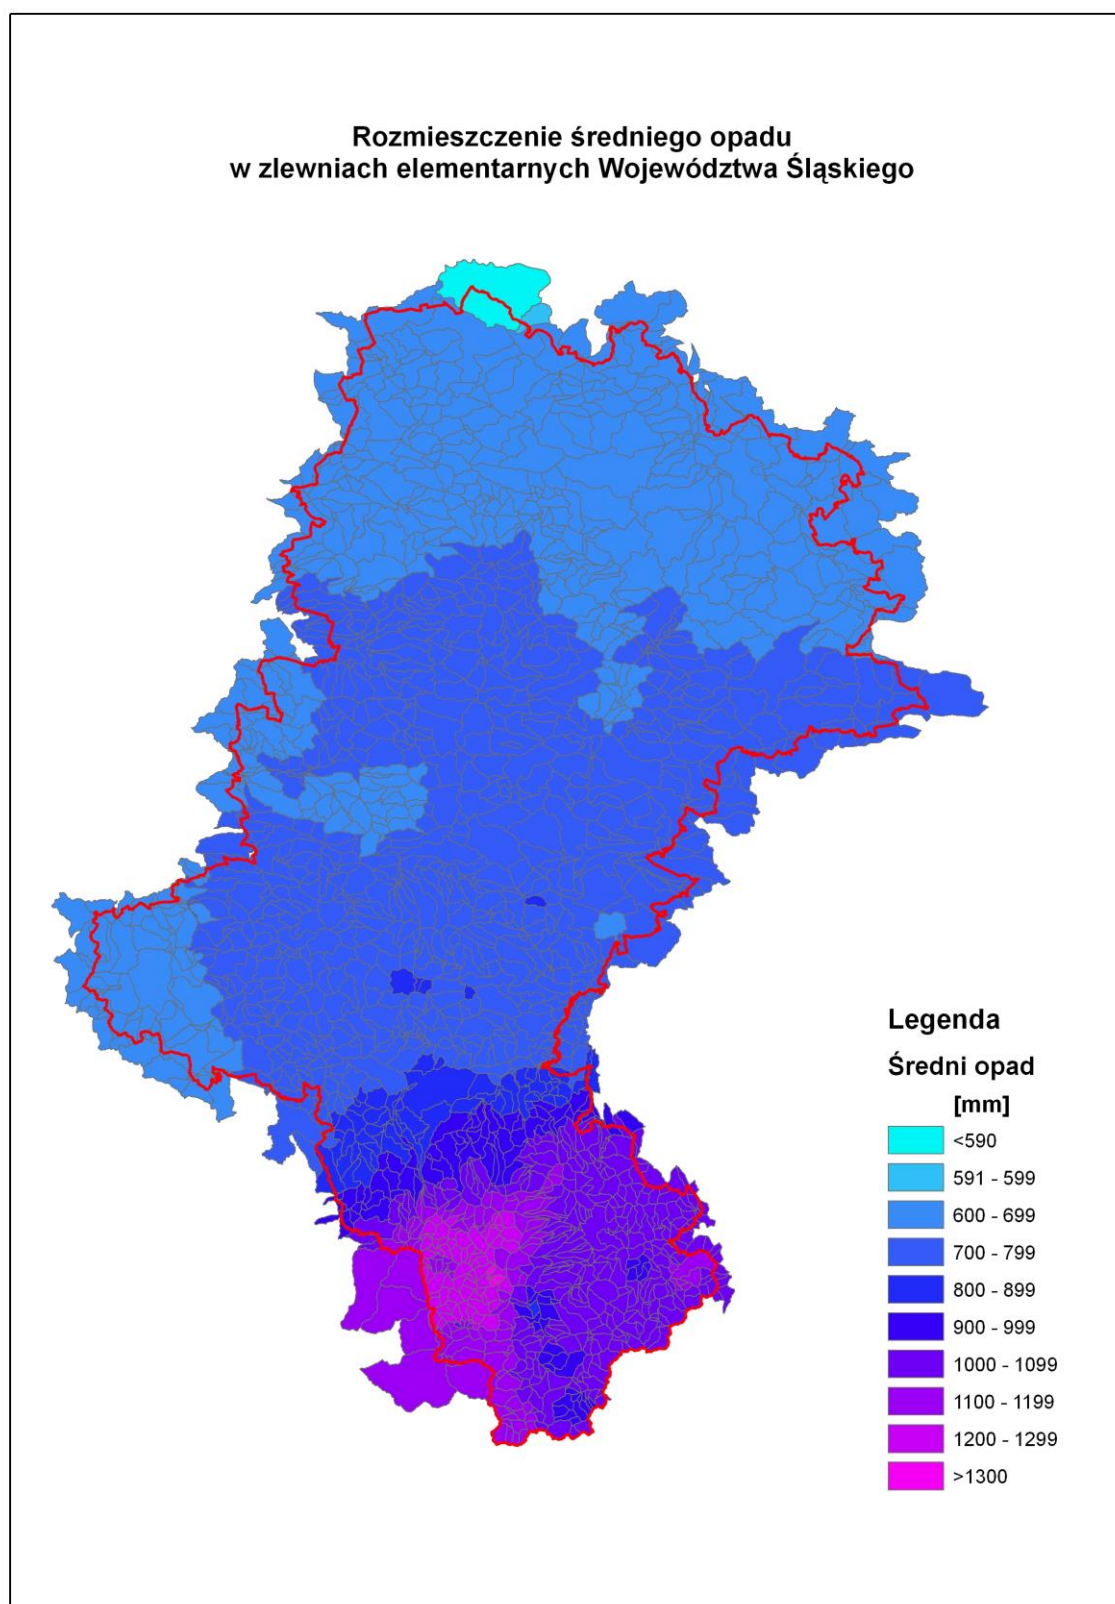 Rozmieszczenie średniego opadu
w zlewniach elementarnych Województwa Śląskiego
Legenda
Średni opad
[mm]
<590
591 - 599
600 - 699
700 - 799
800 - 899
900 - 999
1000 - 1099
1100 - 1199
1200 - 1299
>1300